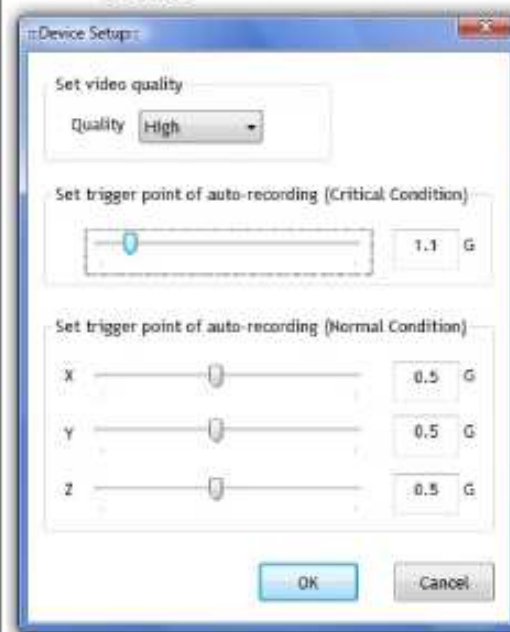 ::Device Setup::
Set video quality
Quality High
Set trigger point of auto-recording (Critical Condition)
1.1 G
Set trigger point of auto-recording (Normal Condition)
X 0.5 G
Y 0.5 G
Z 0.5 G
OK Cancel